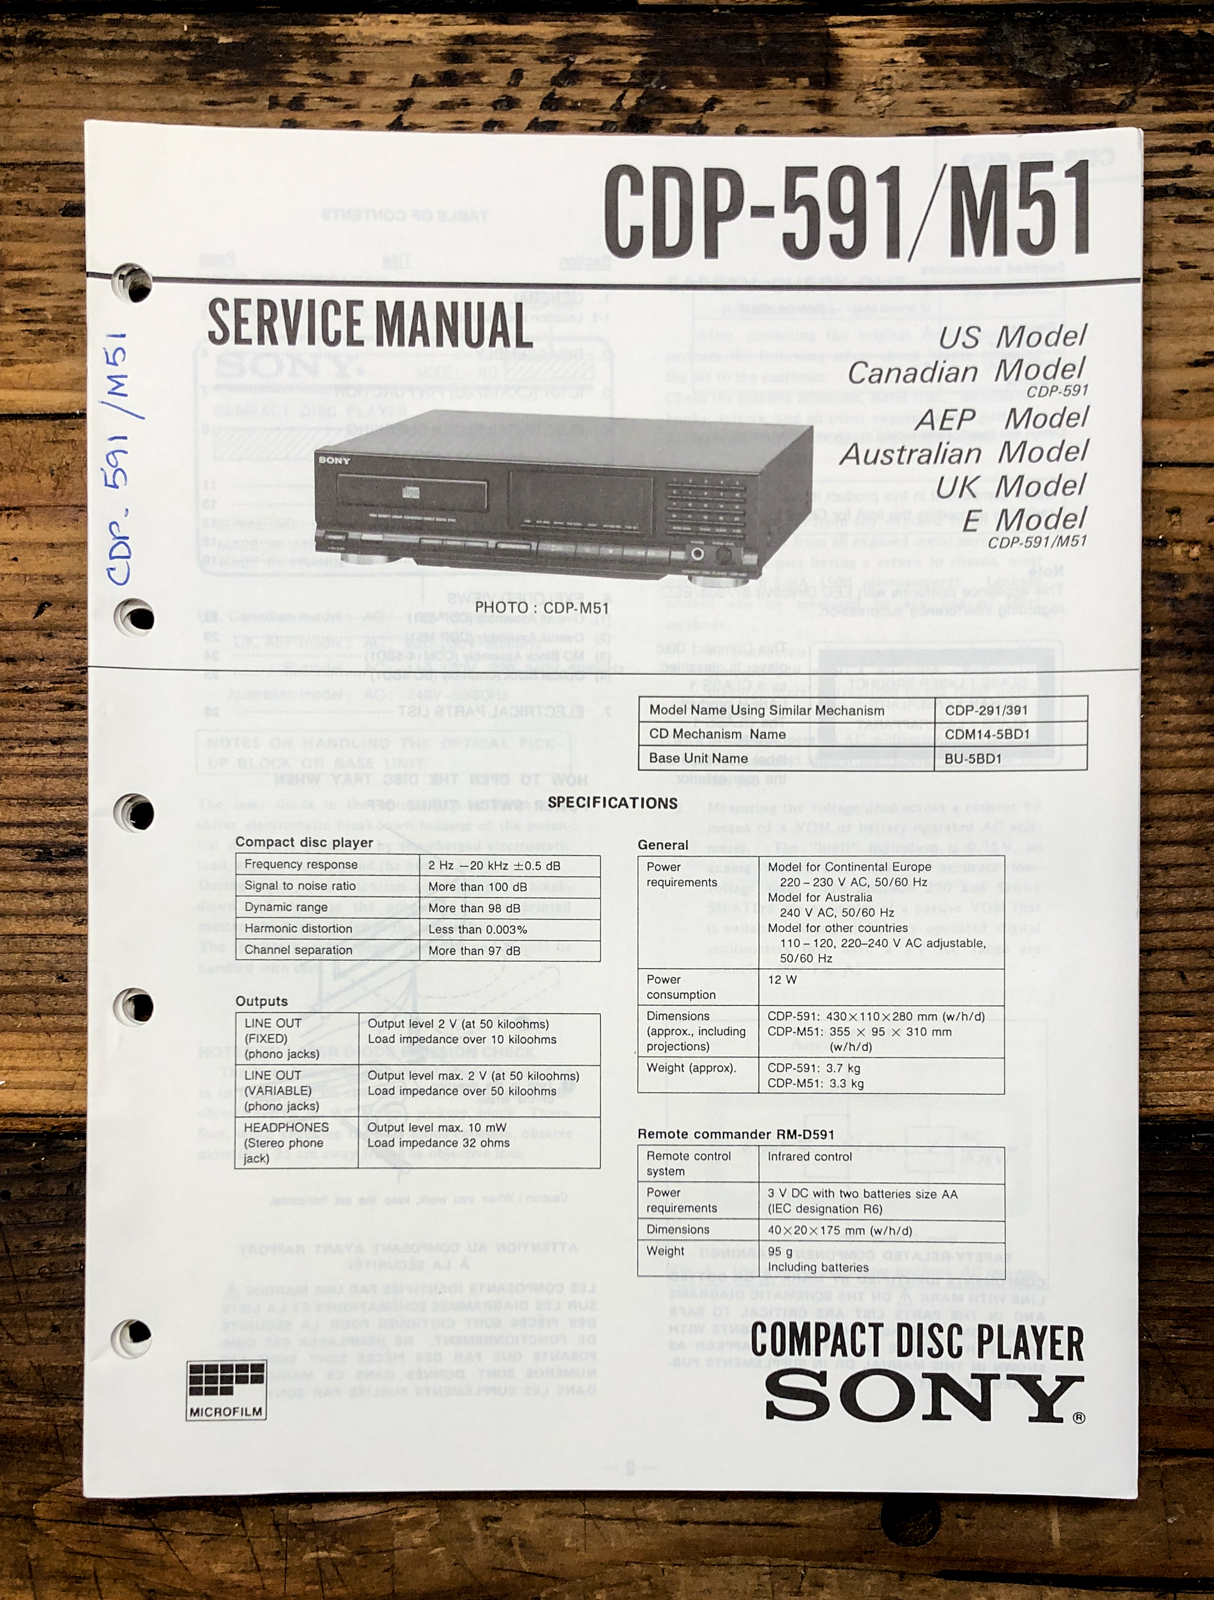 CDP-591/M51
SERVICE MANUAL
US Model
Canadian Model
CDP-591
AEP Model
Australian Model
UK Model
E Model
CDP-591/M51
CDP-591/M51
SONY
PHOTO : CDP-M51
Model Name Using Similar Mechanism CDP-291/391
CD Mechanism Name CDM14-5BD1
Base Unit Name BU-5BD1
SPECIFICATIONS
Compact disc player
Frequency response 2 Hz −20 kHz ±0.5 dB
Signal to noise ratio More than 100 dB
Dynamic range More than 98 dB
Harmonic distortion Less than 0.003%
Channel separation More than 97 dB
Outputs
LINE OUT Output level 2 V (at 50 kiloohms)
(FIXED) Load impedance over 10 kiloohms
(phono jacks)
LINE OUT Output level max. 2 V (at 50 kiloohms)
(VARIABLE) Load impedance over 50 kiloohms
(phono jacks)
HEADPHONES Output level max. 10 mW
(Stereo phone Load impedance 32 ohms
jack)
General
Power Model for Continental Europe
requirements 220 – 230 V AC, 50/60 Hz
Model for Australia
240 V AC, 50/60 Hz
Model for other countries
110 – 120, 220–240 V AC adjustable,
50/60 Hz
Power 12 W
consumption
Dimensions CDP-591: 430×110×280 mm (w/h/d)
(approx., including CDP-M51: 355 × 95 × 310 mm
projections) (w/h/d)
Weight (approx). CDP-591: 3.7 kg
CDP-M51: 3.3 kg
Remote commander RM-D591
Remote control Infrared control
system
Power 3 V DC with two batteries size AA
requirements (IEC designation R6)
Dimensions 40×20×175 mm (w/h/d)
Weight 95 g
Including batteries
MICROFILM
COMPACT DISC PLAYER
SONY®